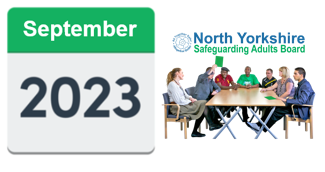 September
2023
North Yorkshire
Safeguarding Adults Board